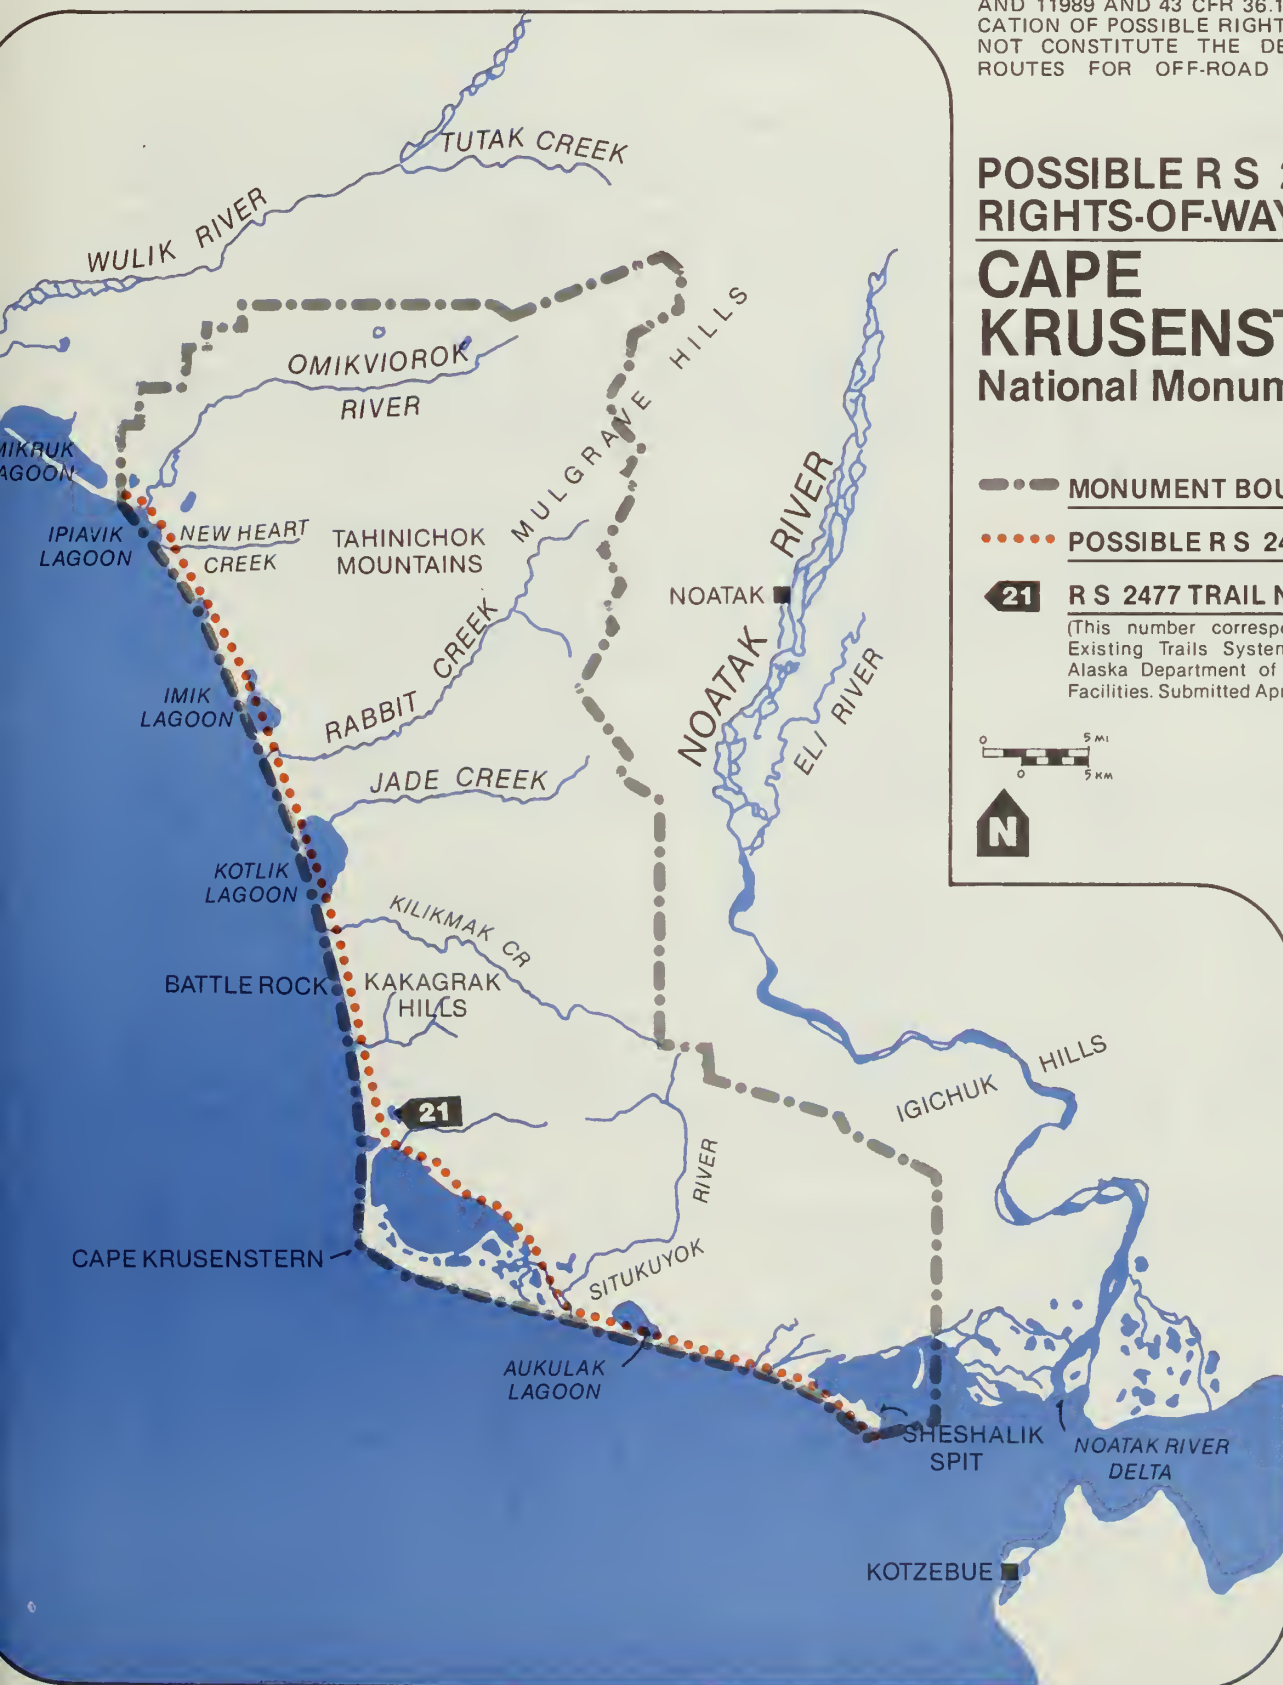 AND 11989 AND 43 CFR 36.1
CATION OF POSSIBLE RIGHT
NOT CONSTITUTE THE DE
ROUTES FOR OFF-ROAD
POSSIBLE R S
RIGHTS-OF-WAY
CAPE
KRUSENST
National Monum
MONUMENT BOU
POSSIBLE R S 24
21
R S 2477 TRAIL N
(This number correspe
Existing Trails System
Alaska Department of
Facilities. Submitted Apr
0 5 MI
0 5 KM
N
TUTAK CREEK
WULIK RIVER
OMIKVIOROK
RIVER
MULGRAVE HILLS
MIKRUK
AGOON
IPIAVIK
LAGOON
NEW HEART
CREEK
TAHINICHOK
MOUNTAINS
NOATAK
NOATAK RIVER
ELI RIVER
IMIK
LAGOON
RABBIT CREEK
JADE CREEK
KOTLIK
LAGOON
KILIKMAK CR
BATTLE ROCK
KAKAGRAK
HILLS
IGICHUK HILLS
21
SITUKUYOK RIVER
CAPE KRUSENSTERN
AUKULAK
LAGOON
SHESHALIK
SPIT
NOATAK RIVER
DELTA
KOTZEBUE